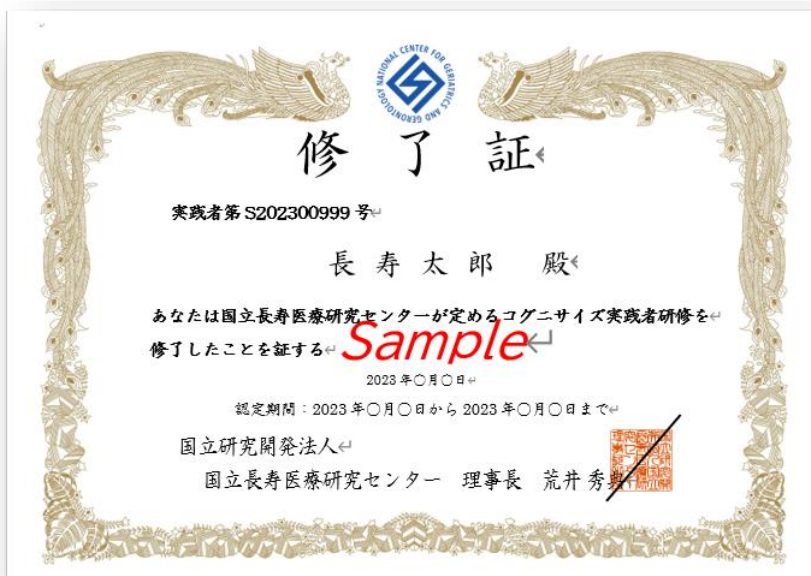 NATIONAL CENTER FOR GERIATRICS AND GERONTOLOGY
修了証
実践者第S202300999号
長寿太郎 殿
あなたは国立長寿医療研究センターが定めるコグニサイズ実践者研修を
修了したことを証する Sample
2023年〇月〇日
認定期間：2023年〇月〇日から2023年〇月〇日まで
国立研究開発法人
国立長寿医療研究センター 理事長 荒井秀典